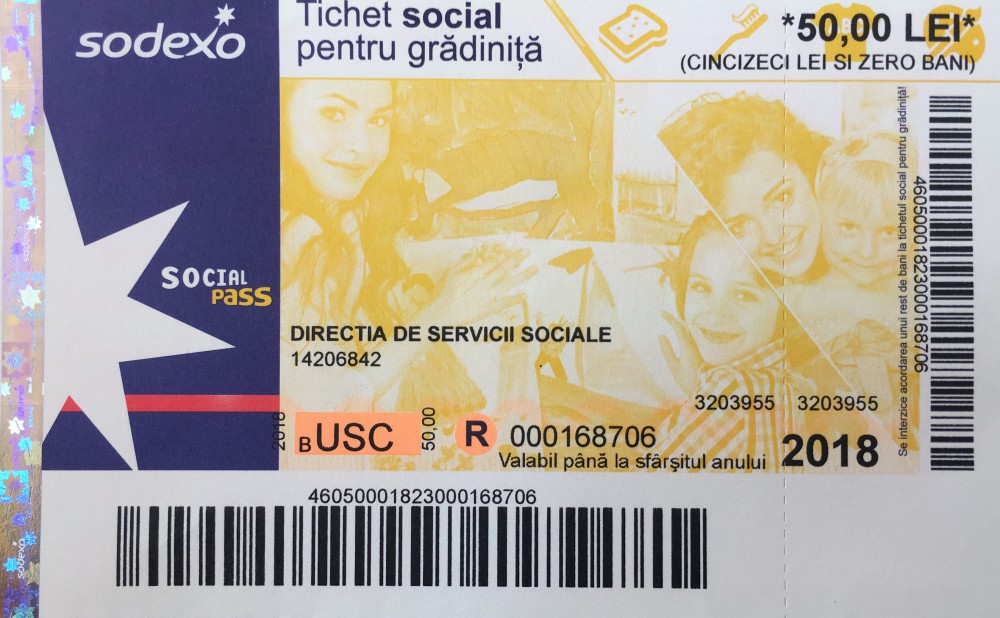 sodexo
Tichet social
pentru grădiniță
*50,00 LEI*
(CINCIZECI LEI SI ZERO BANI)
SOCIAL
Pass
DIRECTIA DE SERVICII SOCIALE
14206842
3203955 3203955
2018
BUSC
50,00
R 000168706
Valabil până la sfârșitul anului 2018
46050001823000168706
Se interzice acordarea unui rest de bani la tichetul social pentru grădiniță!
46050001823000168706
sodexo